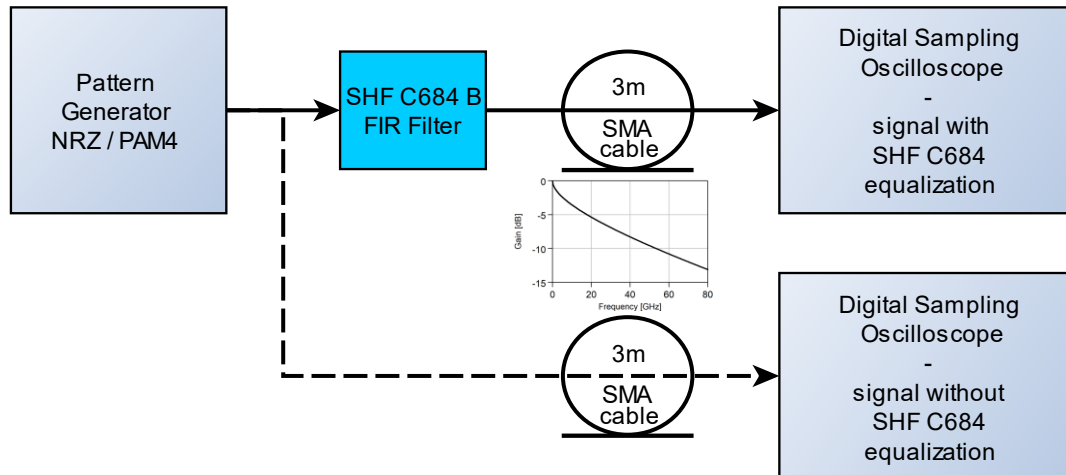 Pattern
Generator
NRZ / PAM4
SHF C684 B
FIR Filter
3m
SMA
cable
Digital Sampling
Oscilloscope
-
signal with
SHF C684
equalization
Gain [dB]
0
-5
-10
-15
0
20
40
60
80
Frequency [GHz]
3m
SMA
cable
Digital Sampling
Oscilloscope
-
signal without
SHF C684
equalization